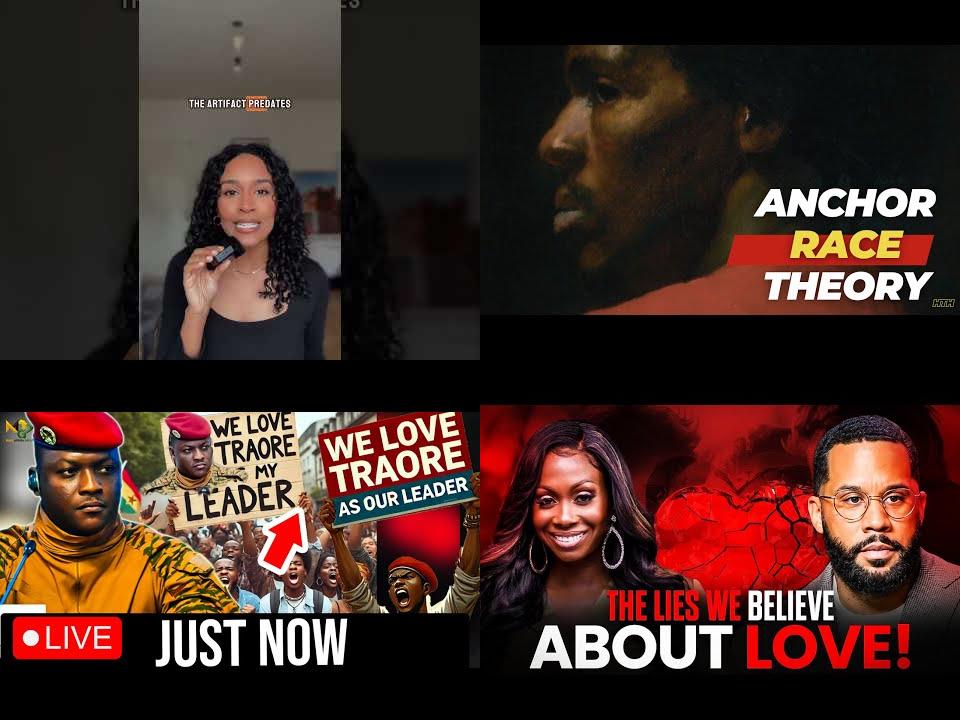 THE ARTIFACT PREDATES
ANCHOR
RACE
THEORY
HTH
WE LOVE
TRAORE
MY
LEADER
WE LOVE
TRAORE
AS OUR LEADER
LIVE
JUST NOW
THE LIES WE BELIEVE
ABOUT LOVE!